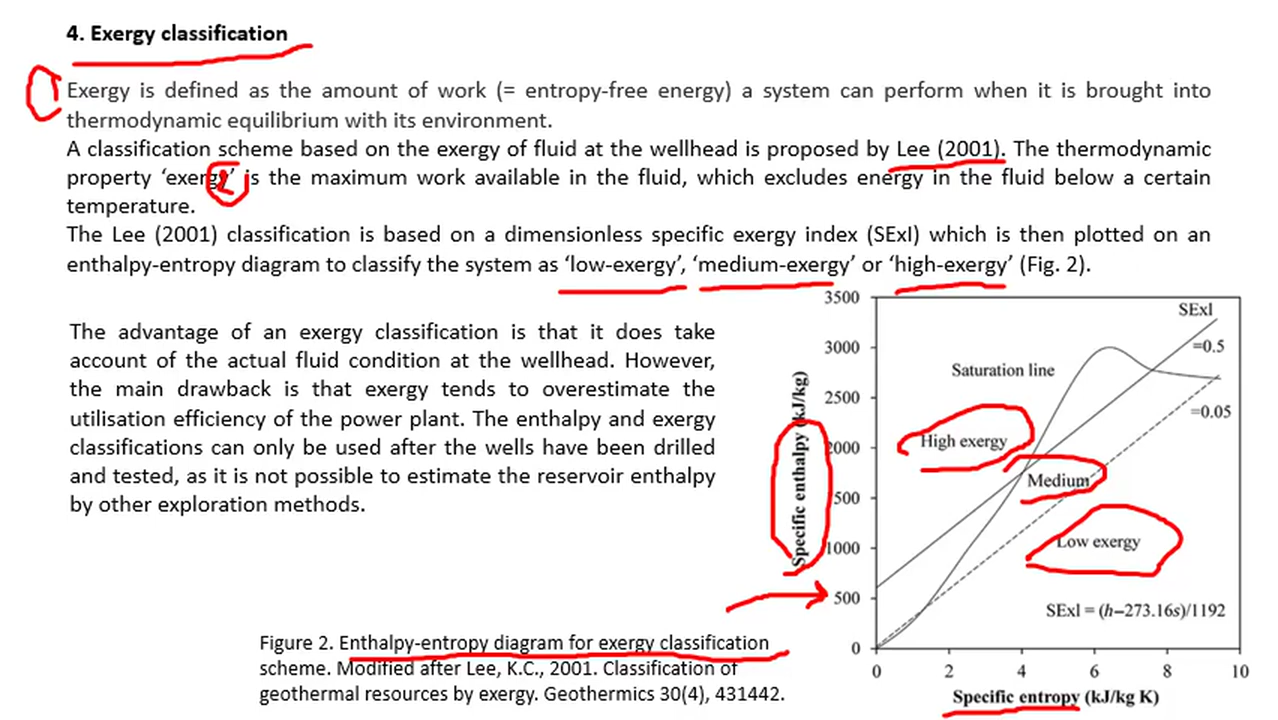 4. Exergy classification
Exergy is defined as the amount of work (= entropy-free energy) a system can perform when it is brought into
thermodynamic equilibrium with its environment.
A classification scheme based on the exergy of fluid at the wellhead is proposed by Lee (2001). The thermodynamic
property ‘exergy’ is the maximum work available in the fluid, which excludes energy in the fluid below a certain
temperature.
The Lee (2001) classification is based on a dimensionless specific exergy index (SExI) which is then plotted on an
enthalpy-entropy diagram to classify the system as ‘low-exergy’, ‘medium-exergy’ or ‘high-exergy’ (Fig. 2).
The advantage of an exergy classification is that it does take
account of the actual fluid condition at the wellhead. However,
the main drawback is that exergy tends to overestimate the
utilisation efficiency of the power plant. The enthalpy and exergy
classifications can only be used after the wells have been drilled
and tested, as it is not possible to estimate the reservoir enthalpy
by other exploration methods.
Figure 2. Enthalpy-entropy diagram for exergy classification
scheme. Modified after Lee, K.C., 2001. Classification of
geothermal resources by exergy. Geothermics 30(4), 431442.
Specific enthalpy (kJ/kg)
3500
3000
2500
2000
500
1000
500
0
SExI
=0.5
Saturation line
=0.05
High exergy
Medium
Low exergy
SExI = (h−273.16s)/1192
0 2 4 6 8 10
Specific entropy (kJ/kg K)